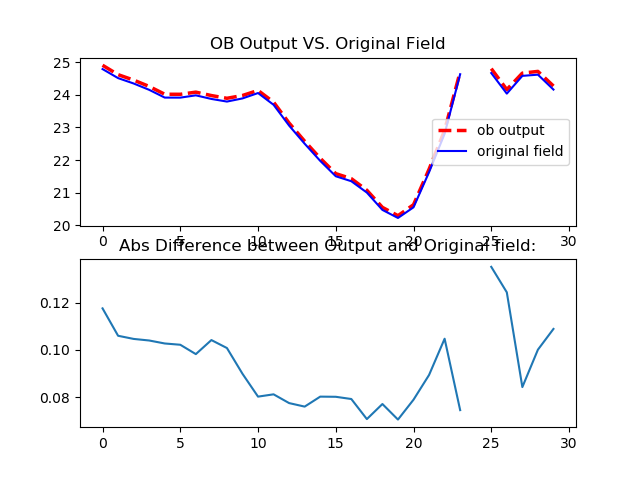 OB Output VS. Original Field
25
24
23
22
21
20
ob output
original field
0 5 10 15 20 25 30
Abs Difference between Output and Original field:
0.12
0.10
0.08
0 5 10 15 20 25 30